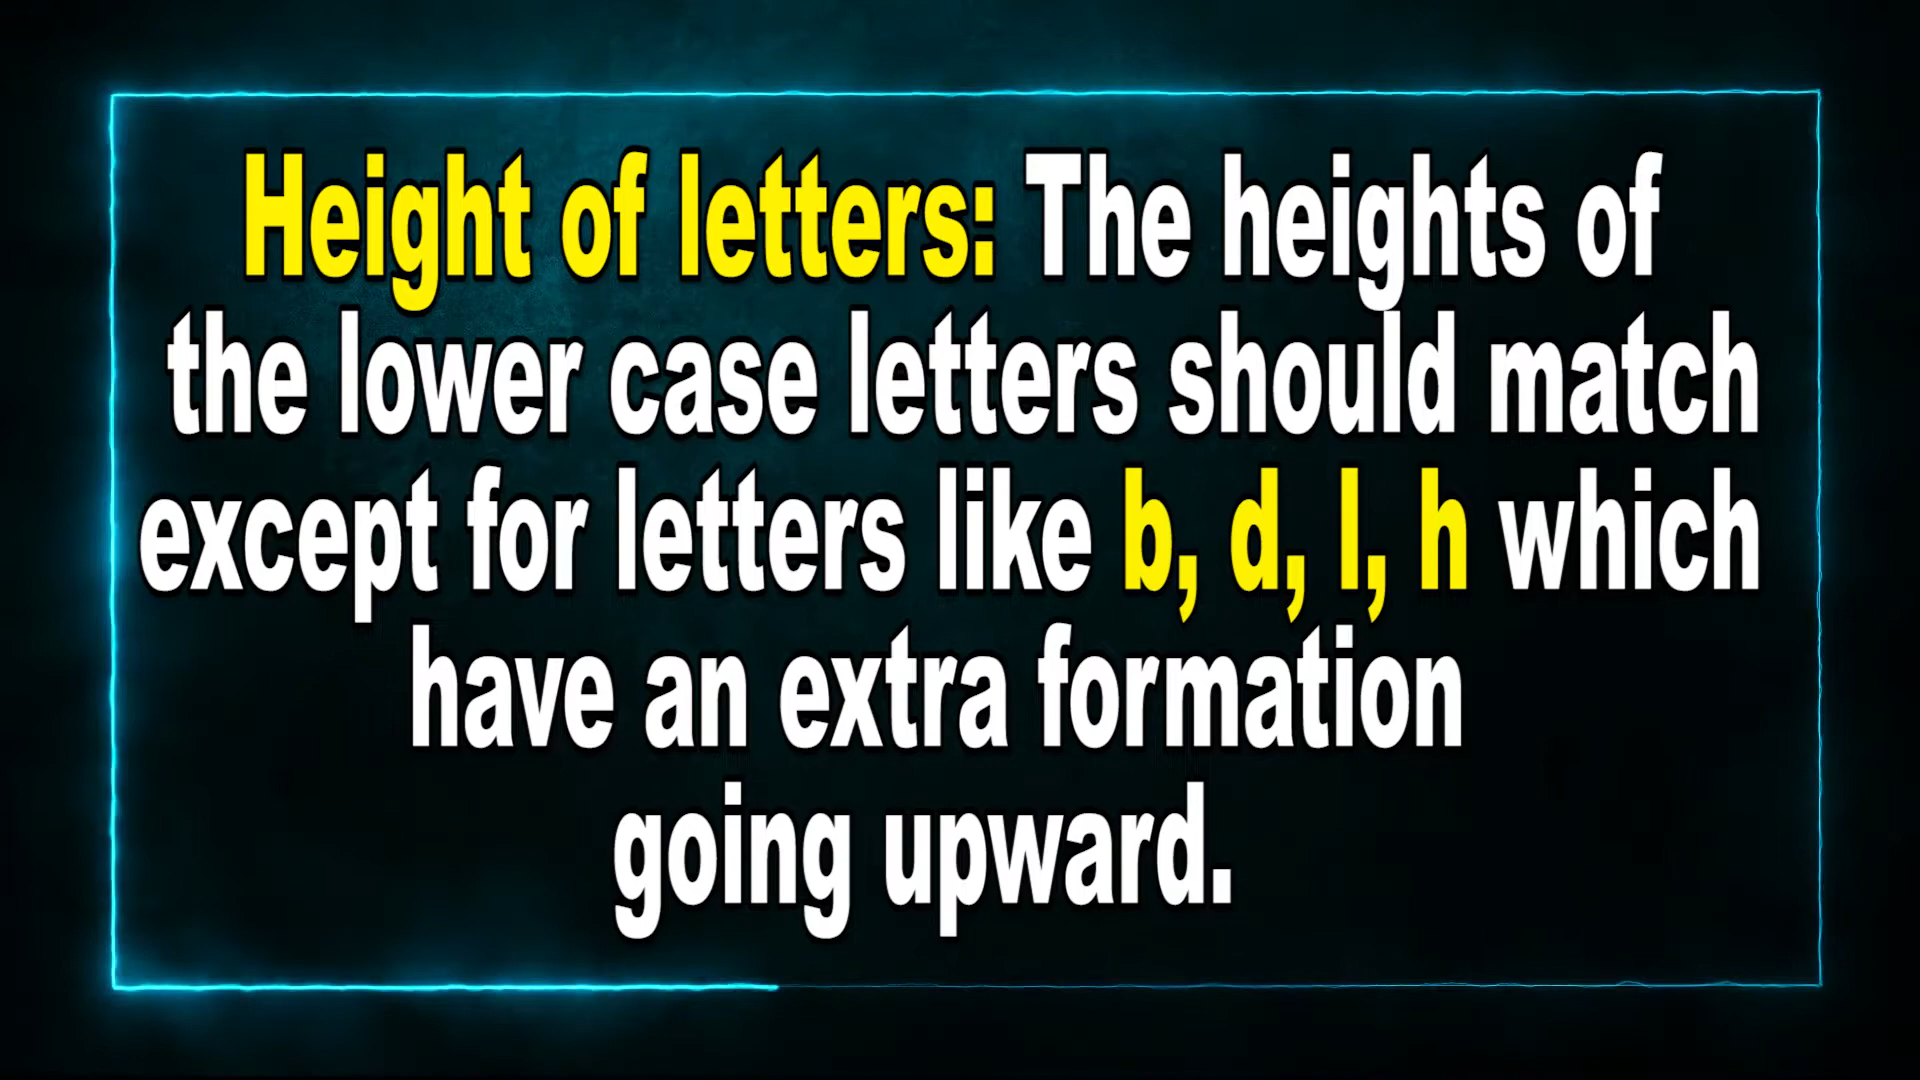 Height of letters: The heights of
the lower case letters should match
except for letters like b, d, l, h which
have an extra formation
going upward.